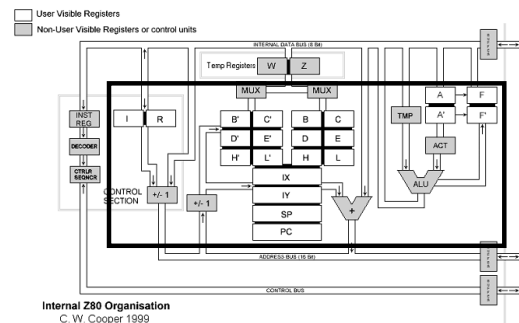 User Visible Registers
Non-User Visible Registers or control units
INTERNAL DATA BUS (8 Bit)
Temp Registers
W Z
MUX MUX
INST REG
DECODER
CTRLR SEQNCR
CONTROL SECTION
I R
+/- 1
+/- 1
B' C' B C
D' E' D E
H' L' H L
IX
IY
SP
PC
+
TMP
A F
A' F'
ACT
ALU
ADDRESS BUS (16 Bit)
CONTROL BUS
Internal Z80 Organisation
C. W. Cooper 1999